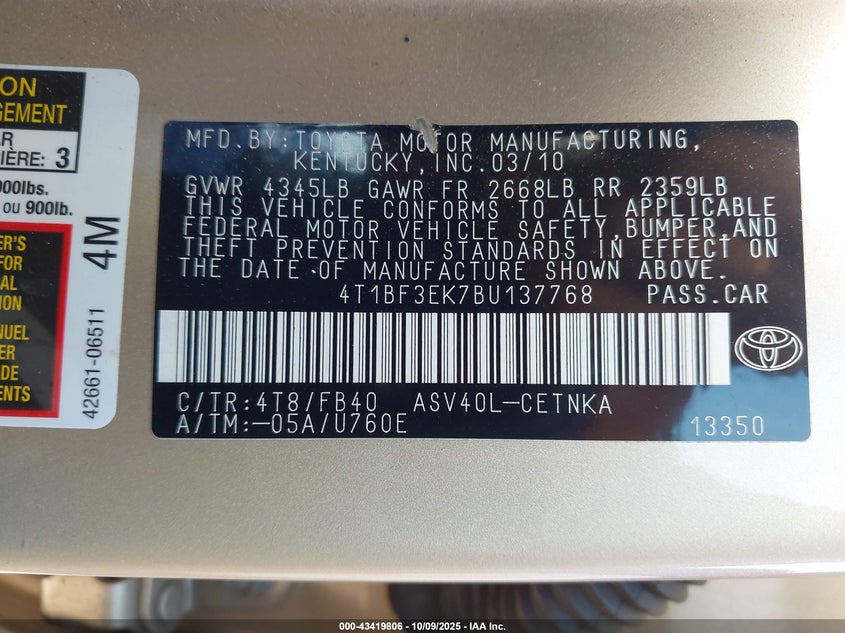 ON
GEMENT
R
IÈRE: 3
900lbs.
ou 900lb.
ER'S
FOR
AL
ION
NUEL
ER
DE
ENTS
4M
42661-06511
MFD.BY:TOYOTA MOTOR MANUFACTURING,
KENTUCKY,INC.03/10
GVWR 4345LB GAWR FR 2668LB RR 2359LB
THIS VEHICLE CONFORMS TO ALL APPLICABLE
FEDERAL MOTOR VEHICLE SAFETY,BUMPER,AND
THEFT PREVENTION STANDARDS IN EFFECT ON
THE DATE OF MANUFACTURE SHOWN ABOVE.
4T1BF3EK7BU137768 PASS.CAR
C/TR:4T8/FB40 ASV40L-CETNKA
A/TM:-05A/U760E 13350
000-43419806 - 10/09/2025 - IAA Inc.